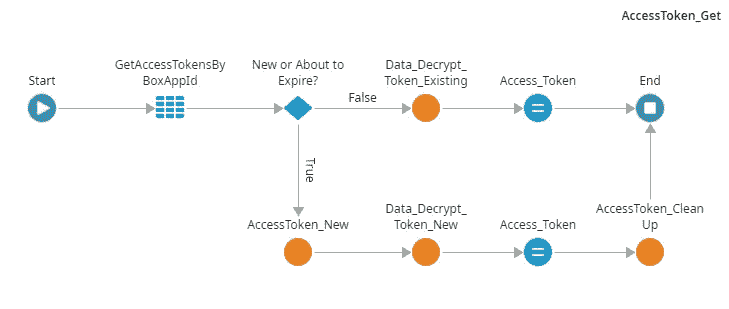 AccessToken_Get
Start
GetAccessTokensBy
BoxAppId
New or About to
Expire?
Data_Decrypt_
Token_Existing
Access_Token
End
False
True
AccessToken_New
Data_Decrypt_
Token_New
Access_Token
AccessToken_Clean
Up